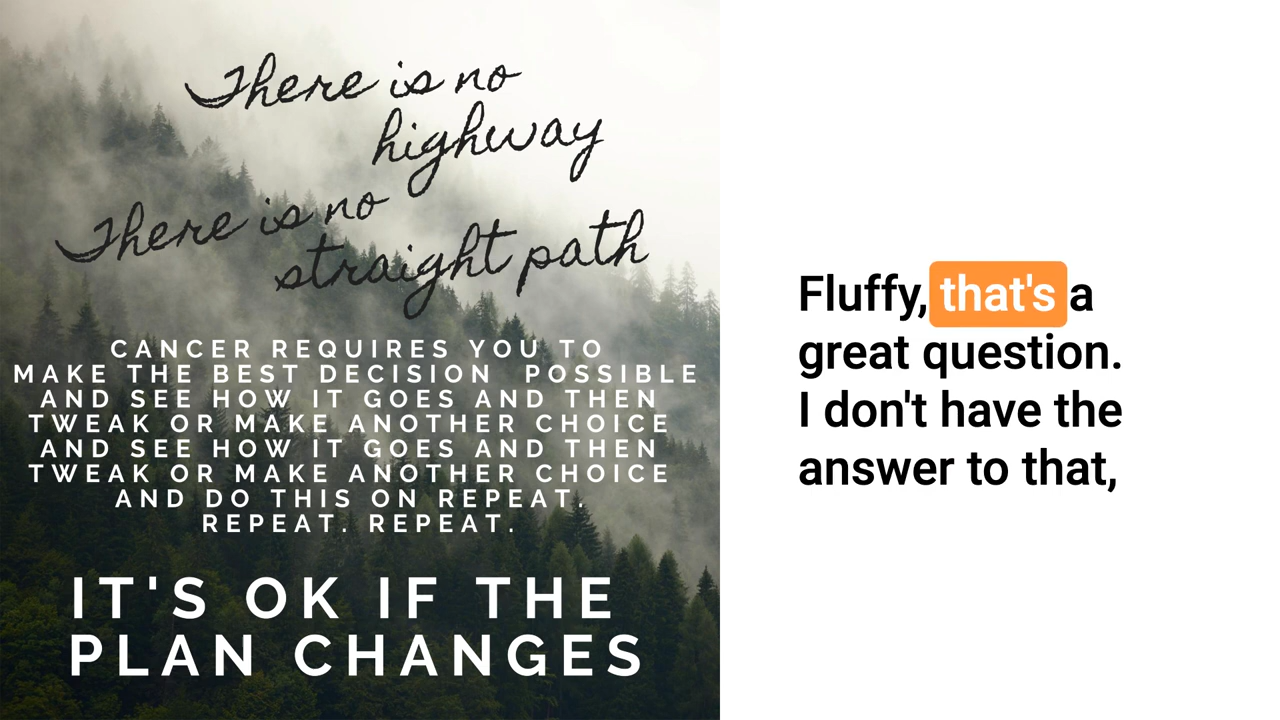 There is no
highway
There is no
straight path
CANCER REQUIRES YOU TO
MAKE THE BEST DECISION POSSIBLE
AND SEE HOW IT GOES AND THEN
TWEAK OR MAKE ANOTHER CHOICE
AND SEE HOW IT GOES AND THEN
TWEAK OR MAKE ANOTHER CHOICE
AND DO THIS ON REPEAT.
REPEAT. REPEAT.
IT'S OK IF THE
PLAN CHANGES
Fluffy, that's a
great question.
I don't have the
answer to that,